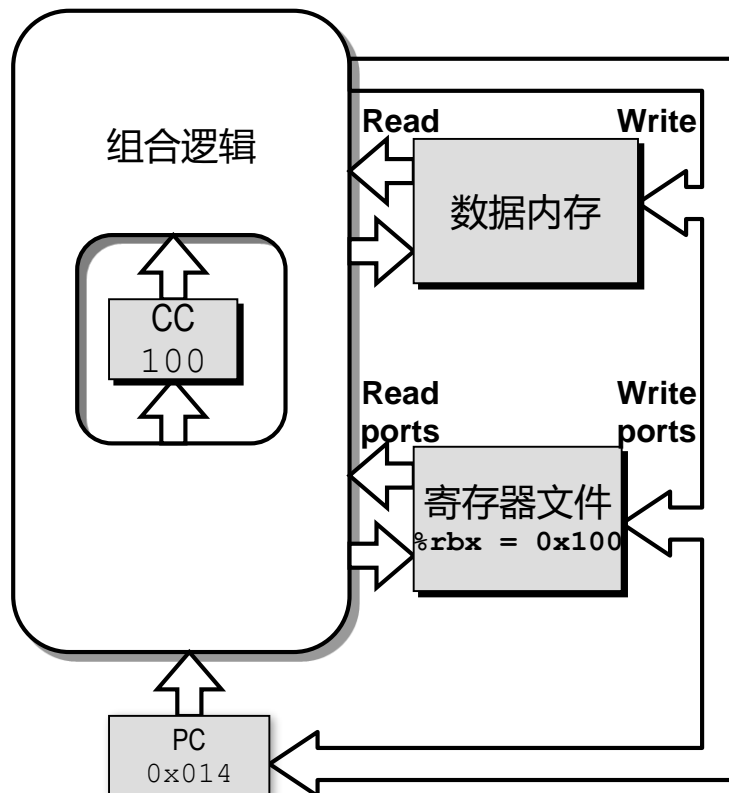 组合逻辑
Read
Write
数据内存
CC
100
Read
ports
Write
ports
寄存器文件
%rbx = 0x100
PC
0x014